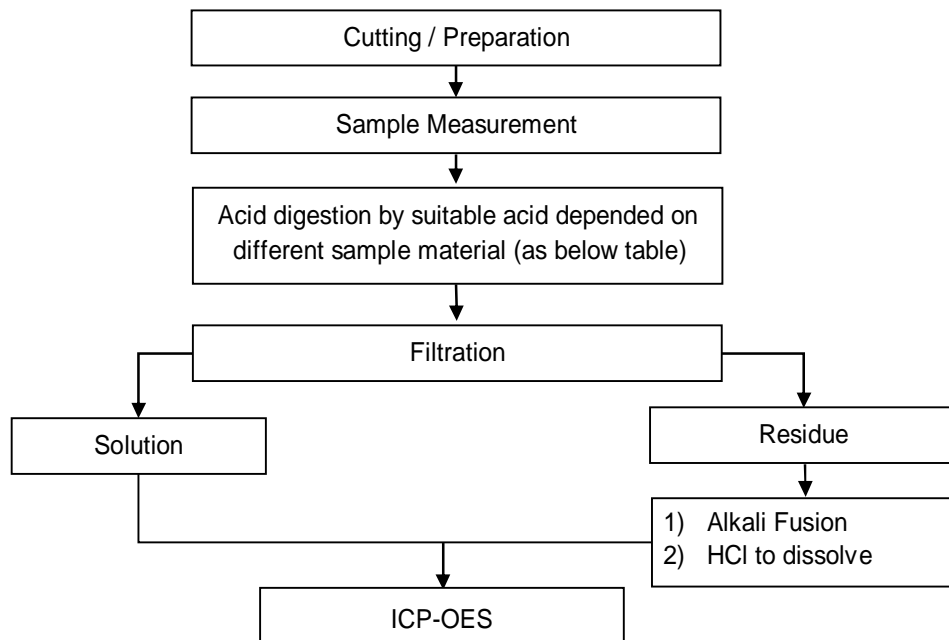 Cutting / Preparation
Sample Measurement
Acid digestion by suitable acid depended on
different sample material (as below table)
Filtration
Solution
Residue
1) Alkali Fusion
2) HCl to dissolve
ICP-OES